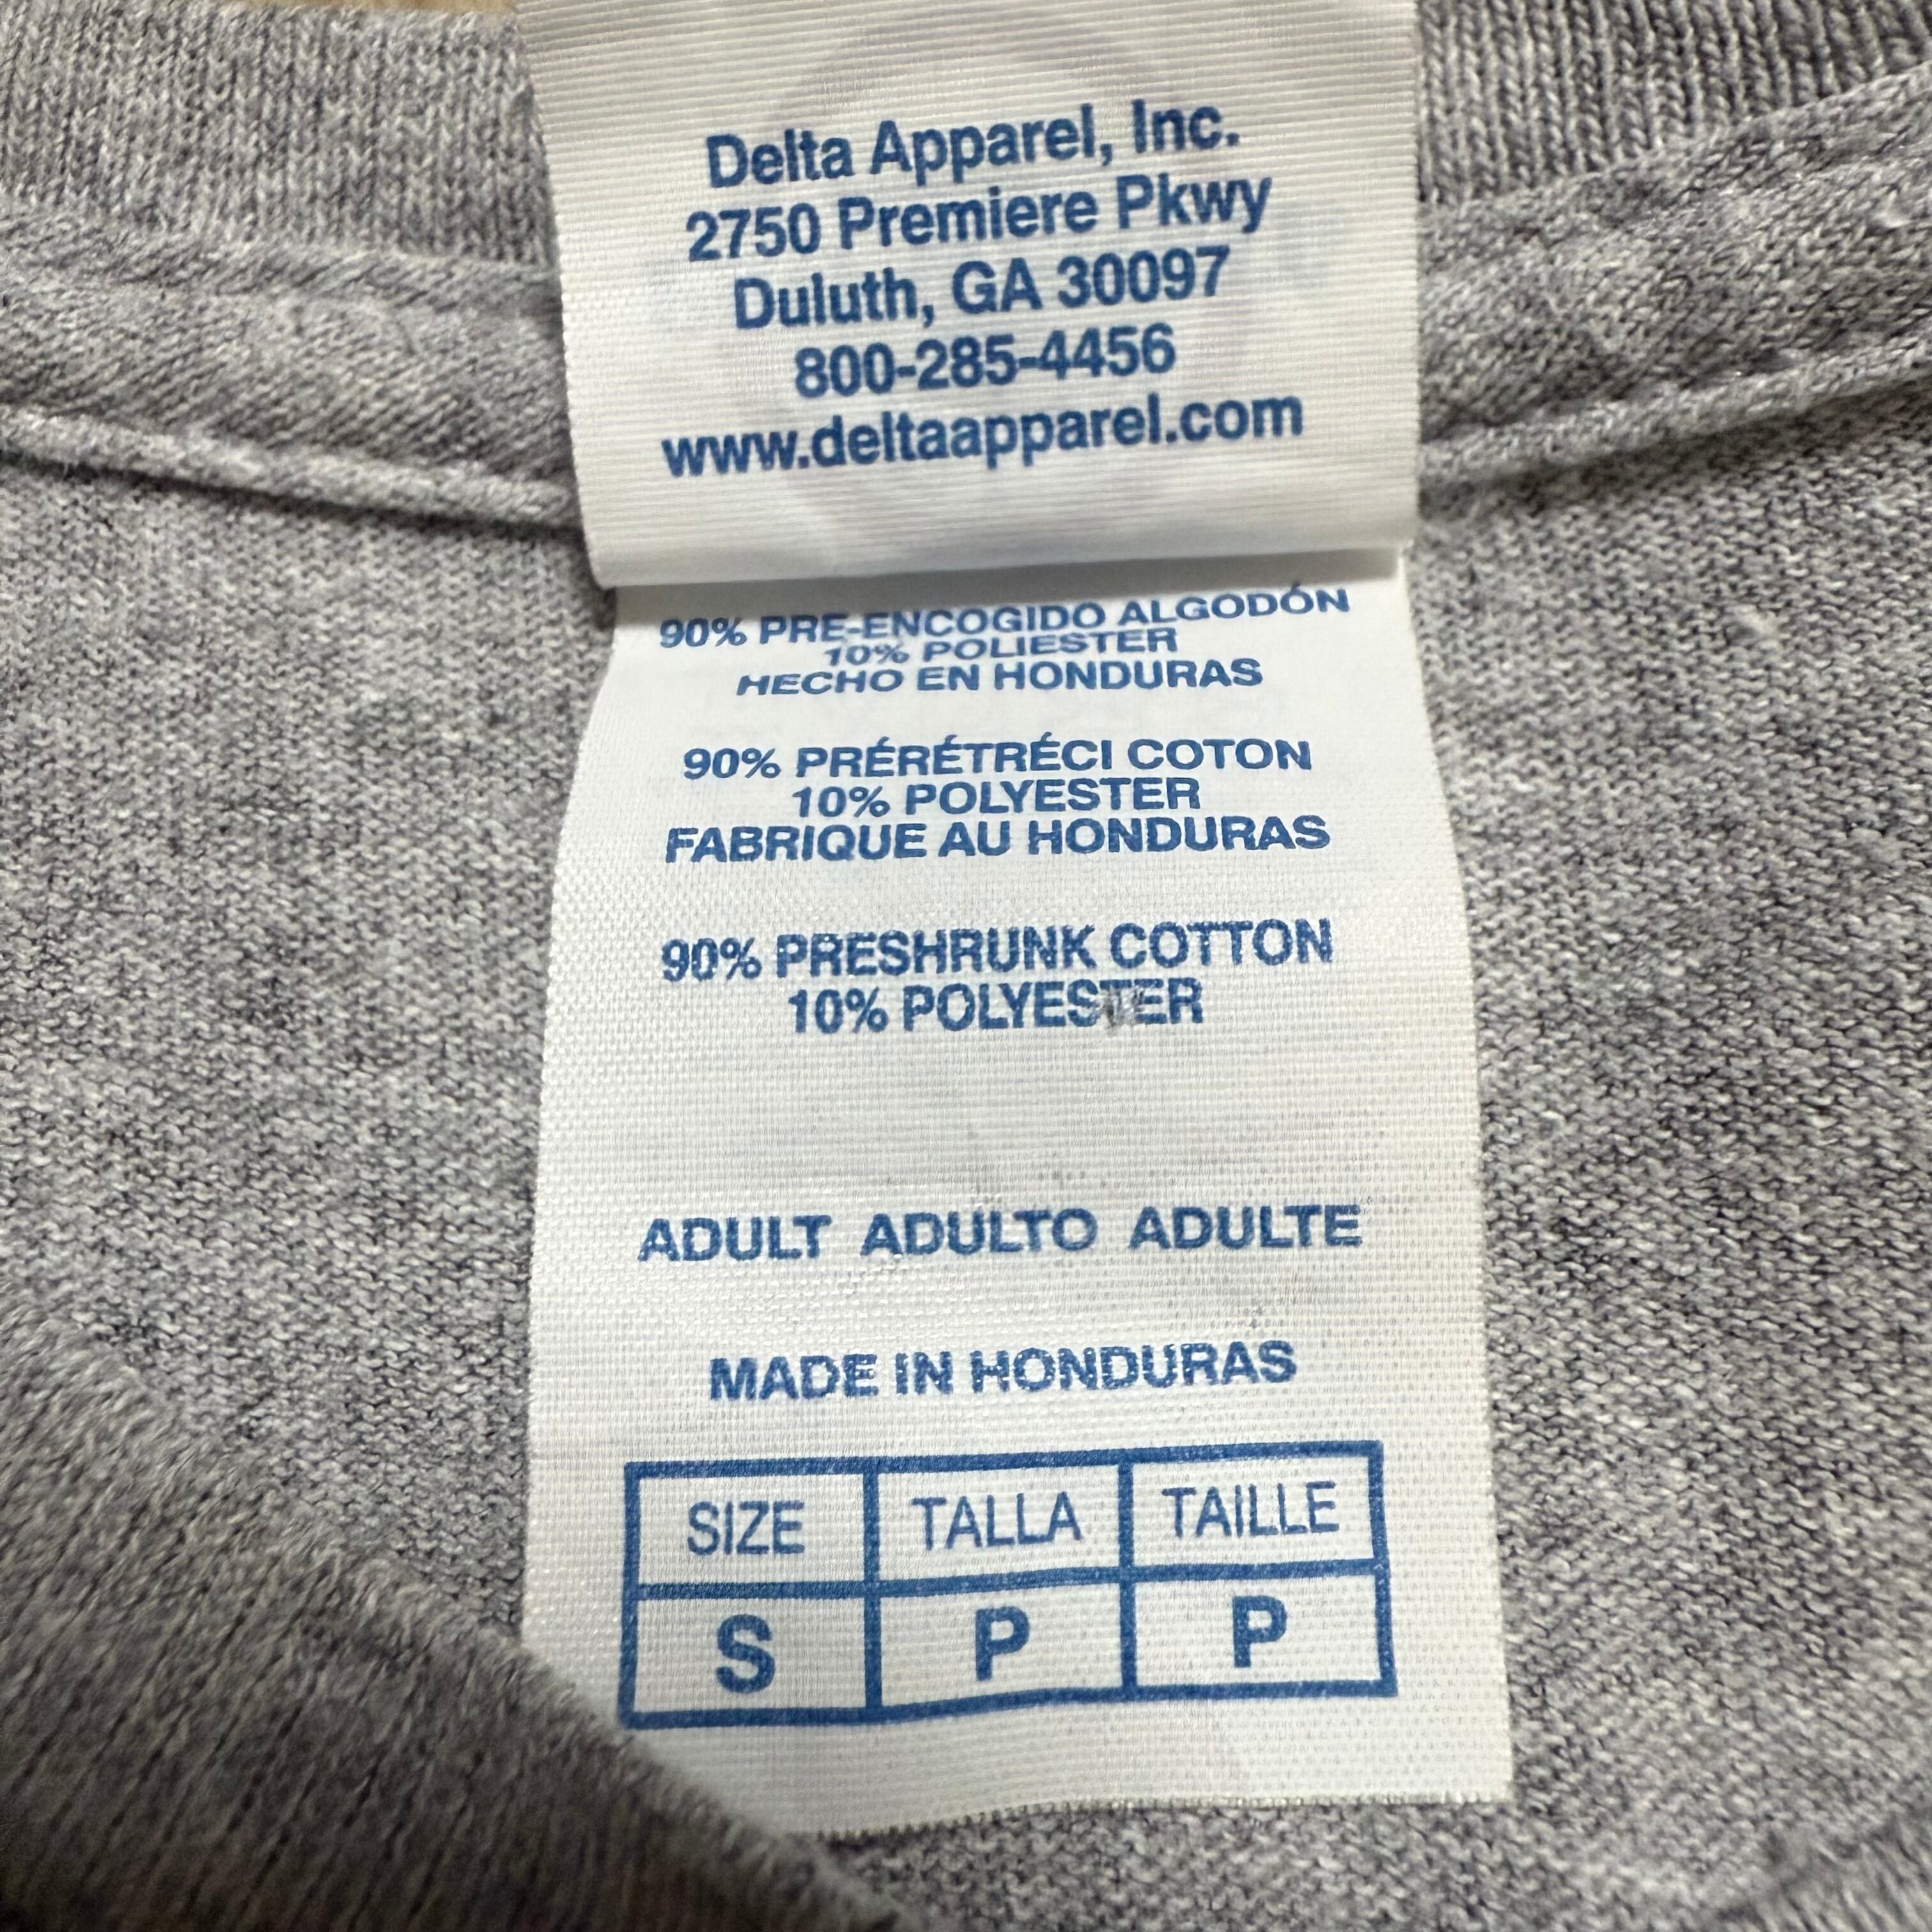 Delta Apparel, Inc.
2750 Premiere Pkwy
Duluth, GA 30097
800-285-4456
www.deltaapparel.com
90% PRE-ENCOGIDO ALGODÓN
10% POLIESTER
HECHO EN HONDURAS
90% PRÉRÉTRÉCI COTON
10% POLYESTER
FABRIQUE AU HONDURAS
90% PRESHRUNK COTTON
10% POLYESTER
ADULT ADULTO ADULTE
MADE IN HONDURAS
SIZE TALLA TAILLE
S P P